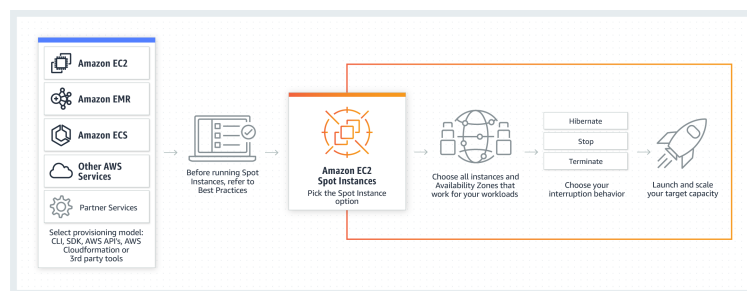 Amazon EC2
Amazon EMR
Amazon ECS
Other AWS
Services
Partner Services
Select provisioning model:
CLI, SDK, AWS API's, AWS
Cloudformation or
3rd party tools
Before running Spot
Instances, refer to
Best Practices
Amazon EC2
Spot Instances
Pick the Spot Instance
option
Choose all instances and
Availability Zones that
work for your workloads
Hibernate
Stop
Terminate
Choose your
interruption behavior
Launch and scale
your target capacity